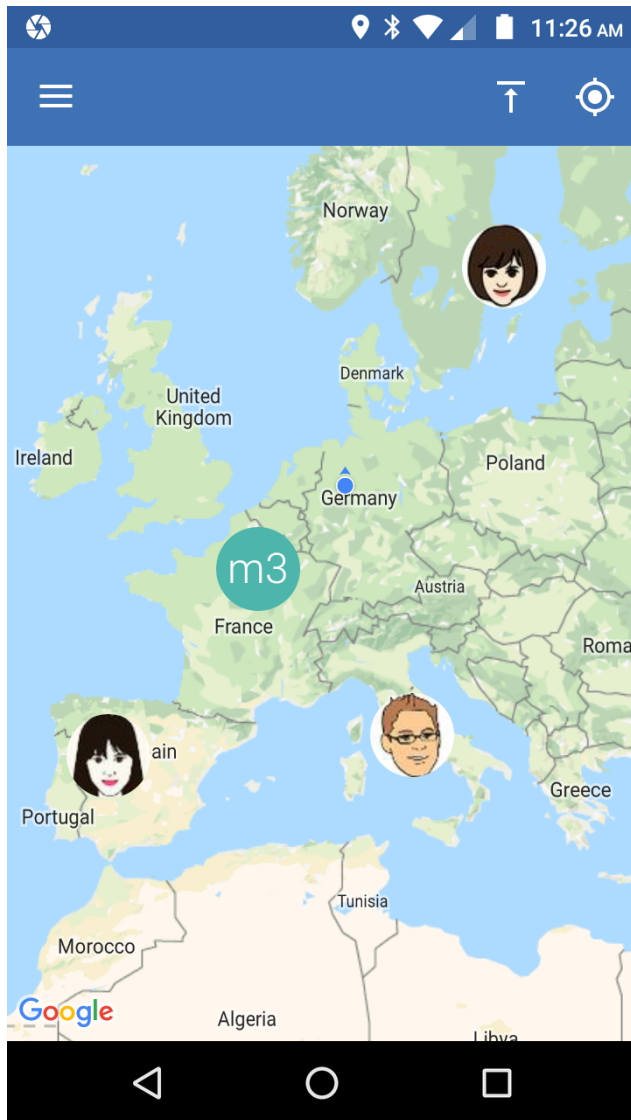 11:26 AM
Norway
Denmark
United
Kingdom
Ireland
Poland
Germany
m3
Austria
France
Roma
ain
Greece
Portugal
Tunisia
Morocco
Google
Algeria
Libya